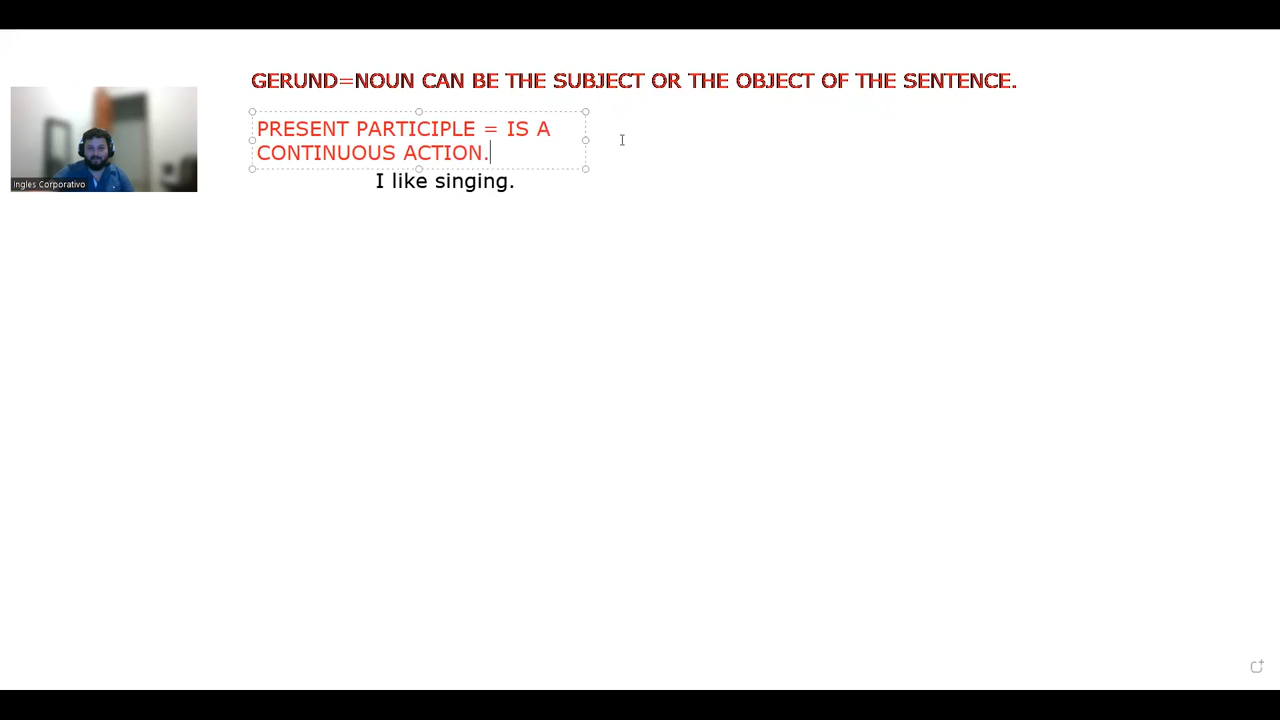 GERUND=NOUN CAN BE THE SUBJECT OR THE OBJECT OF THE SENTENCE.
PRESENT PARTICIPLE = IS A
CONTINUOUS ACTION.
I like singing.
Ingles Corporativo